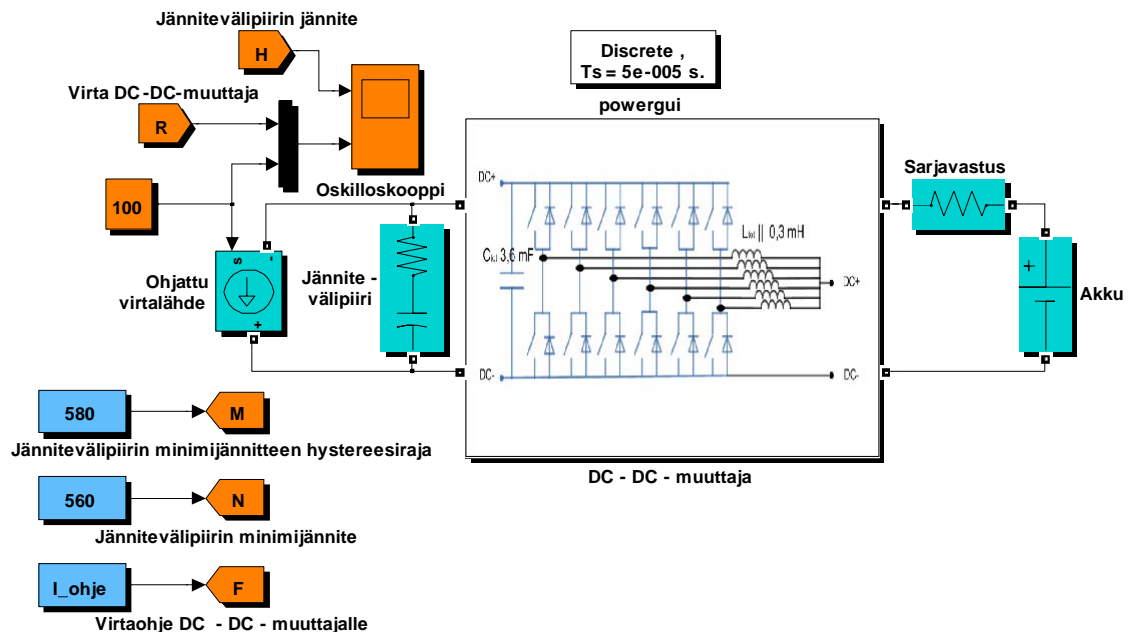 Jännitevälipiirin jännite
H
Discrete ,
Ts = 5e-005 s.
powergui
Virta DC -DC-muuttaja
R
Oskilloskooppi
100
s
-
+
Ohjattu
virtalähde
Jännite -
välipiiri
DC+
3,6 mF
|| 0,3 mH
DC+
DC-
DC-
DC - DC - muuttaja
Sarjavastus
+
Akku
580
M
Jännitevälipiirin minimijännitteen hystereesiraja
560
N
Jännitevälipiirin minimijännite
I_ohje
F
Virtaohje DC - DC - muuttajalle